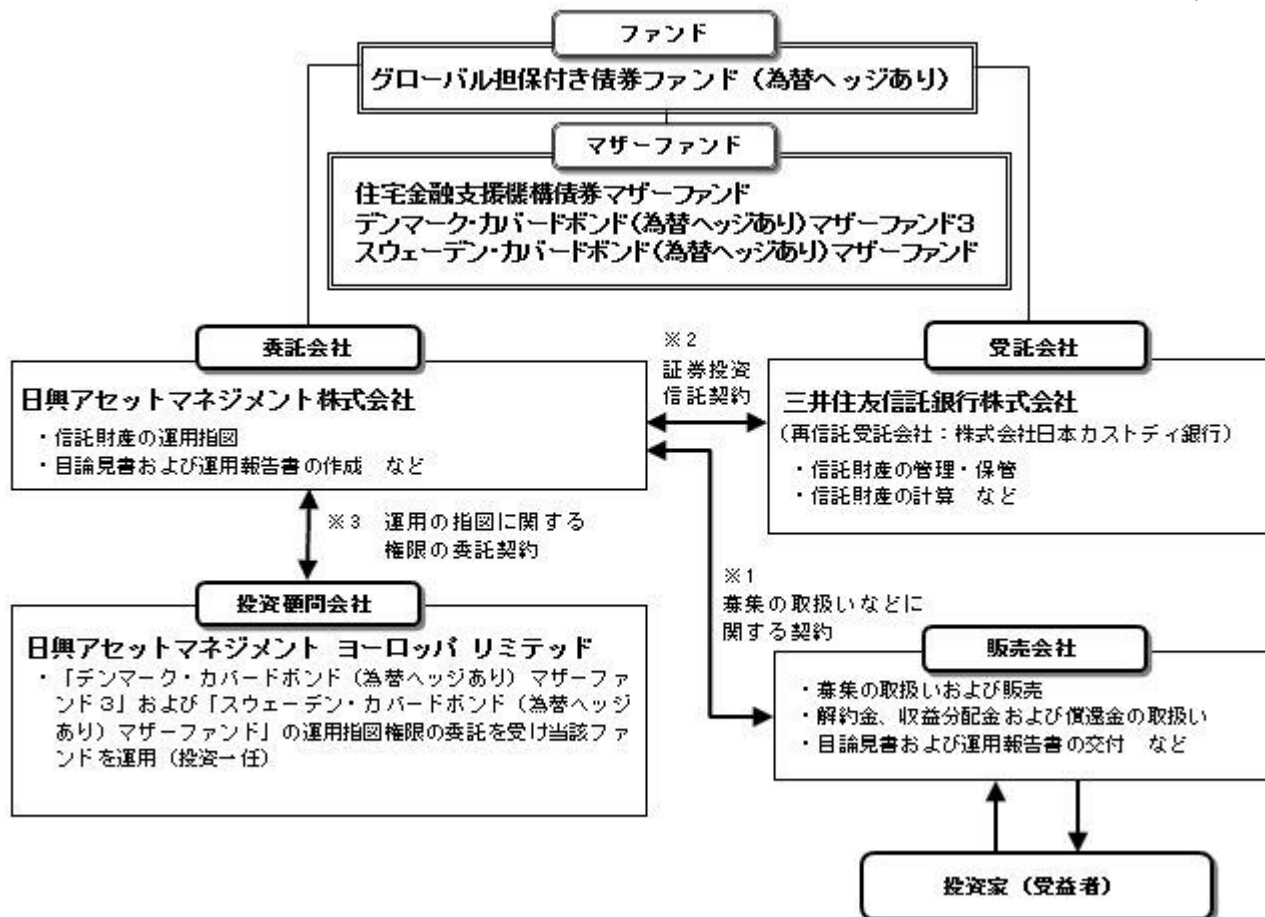 ファンド
グローバル担保付き債券ファンド（為替ヘッジあり）
マザーファンド
住宅金融支援機構債券マザーファンド
デンマーク・カバードボンド(為替ヘッジあり)マザーファンド3
スウェーデン・カバードボンド(為替ヘッジあり)マザーファンド
委託会社
日興アセットマネジメント株式会社
・信託財産の運用指図
・目論見書および運用報告書の作成　など
※2
証券投資
信託契約
受託会社
三井住友信託銀行株式会社
（再信託受託会社：株式会社日本カストディ銀行）
・信託財産の管理・保管
・信託財産の計算　など
※3　運用の指図に関する
権限の委託契約
投資顧問会社
日興アセットマネジメント ヨーロッパ リミテッド
・「デンマーク・カバードボンド（為替ヘッジあり）マザーファ
ンド3」および「スウェーデン・カバードボンド（為替ヘッジ
あり）マザーファンド」の運用指図権限の委託を受け当該ファ
ンドを運用（投資一任）
※1
募集の取扱いなどに
関する契約
販売会社
・募集の取扱いおよび販売
・解約金、収益分配金および償還金の取扱い
・目論見書および運用報告書の交付　など
投資家（受益者）